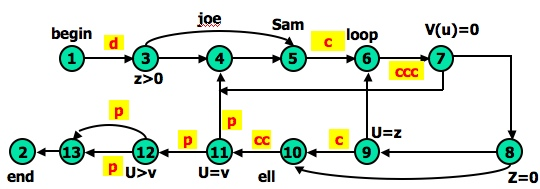 begin joe Sam loop V(u)=0
d c ccc
1 3 4 5 6 7
z>0
p p p cc c U=z
2 13 12 11 10 9 8
end p U>v U=v ell Z=0